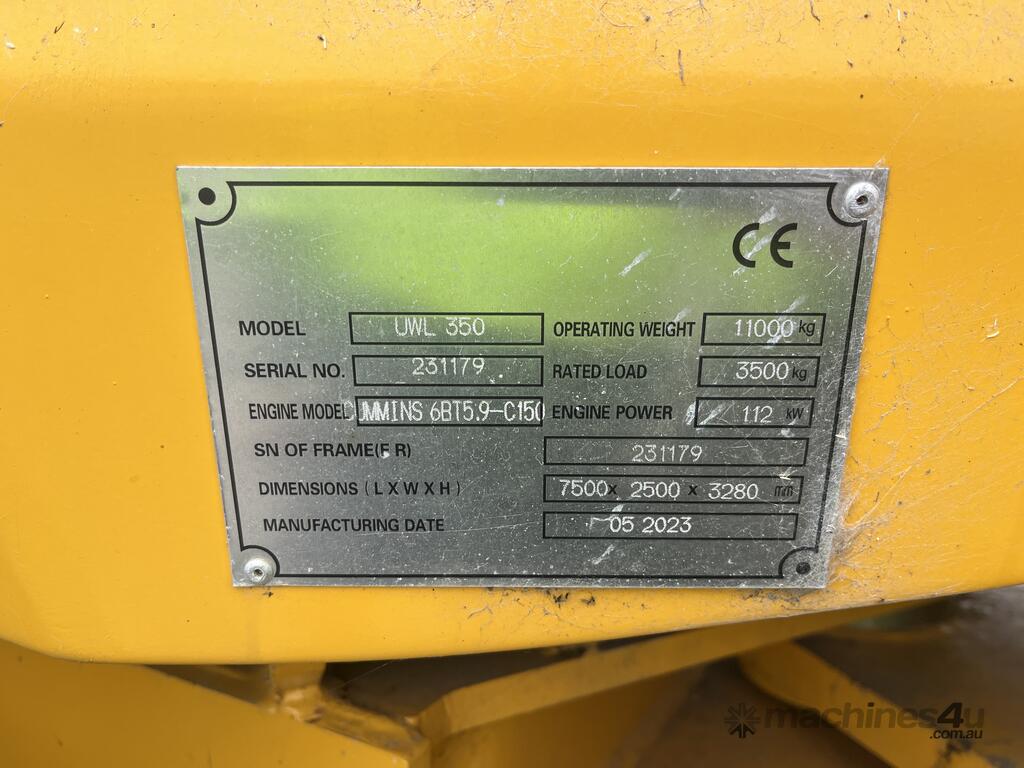 CE
MODEL UWL 350 OPERATING WEIGHT 11000 kg
SERIAL NO. 231179 RATED LOAD 3500 kg
ENGINE MODEL UMMINS 6BT5.9-C150 ENGINE POWER 112 kW
SN OF FRAME(F R) 231179
DIMENSIONS ( L X W X H ) 7500 x 2500 x 3280 mm
MANUFACTURING DATE 05 2023
machines4u
.com.au